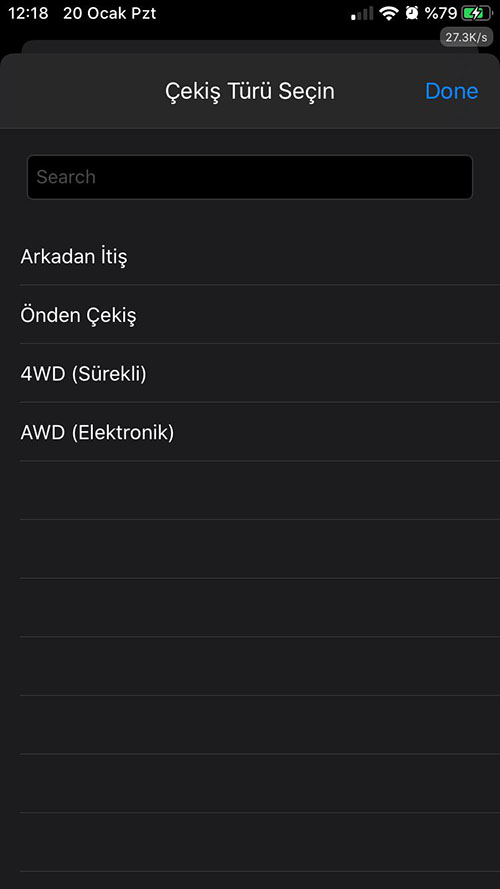 12:18 20 Ocak Pzt %79
27.3K/s
Çekiş Türü Seçin Done
Search
Arkadan İtiş
Önden Çekiş
4WD (Sürekli)
AWD (Elektronik)